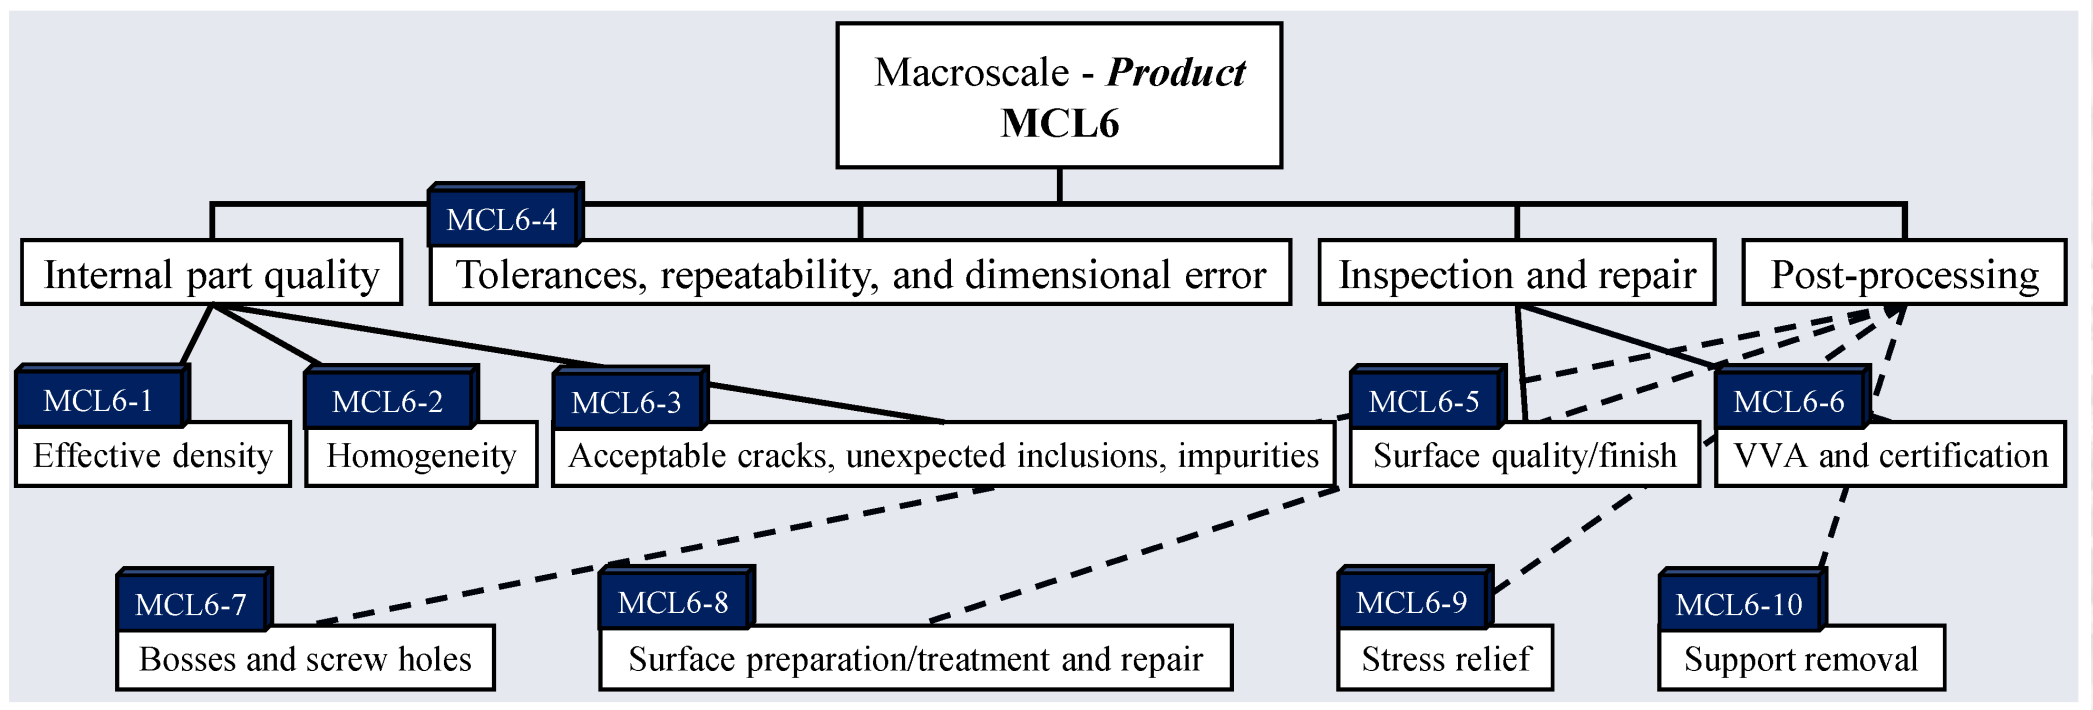 Macroscale - Product
MCL6
MCL6-4
Internal part quality
Tolerances, repeatability, and dimensional error
Inspection and repair
Post-processing
MCL6-1
Effective density
MCL6-2
Homogeneity
MCL6-3
Acceptable cracks, unexpected inclusions, impurities
MCL6-5
Surface quality/finish
MCL6-6
VVA and certification
MCL6-7
Bosses and screw holes
MCL6-8
Surface preparation/treatment and repair
MCL6-9
Stress relief
MCL6-10
Support removal